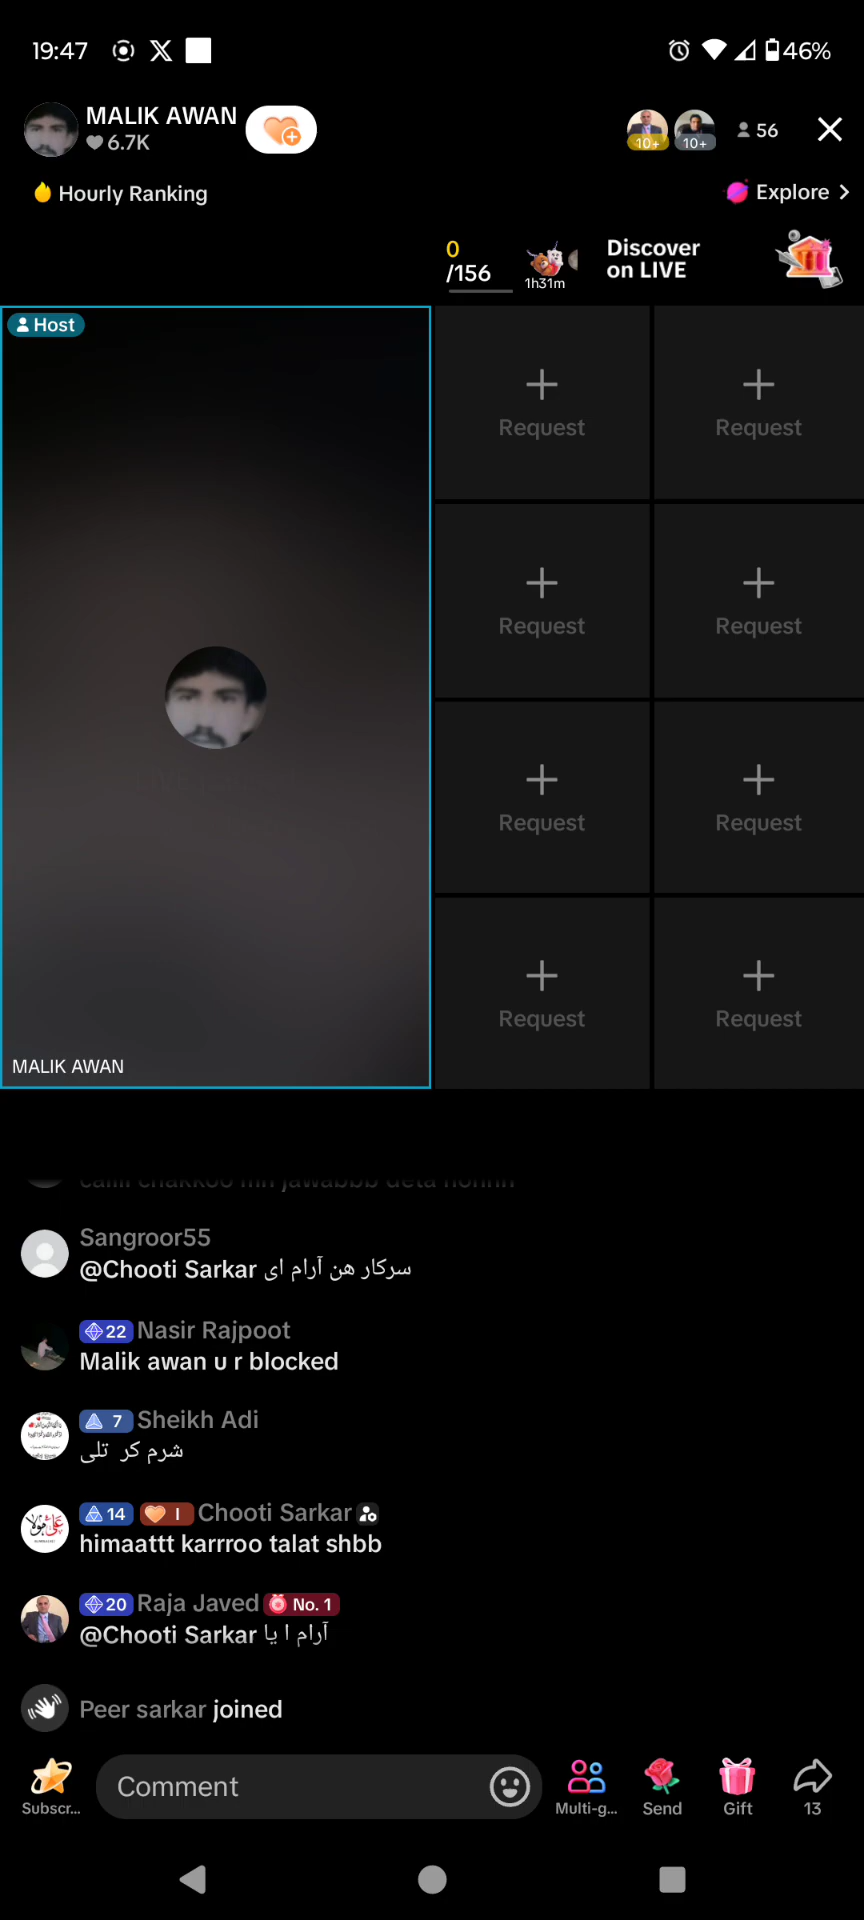 19:47
46%
MALIK AWAN
6.7K
10+
10+
56
Hourly Ranking
Explore
0
/156
1h31m
Discover
on LIVE
Host
Request
Request
Request
Request
Request
Request
Request
Request
MALIK AWAN
Sangroor55
@Chooti Sarkar سرکار ھن آرام ای
22 Nasir Rajpoot
Malik awan u r blocked
7 Sheikh Adi
شرم کر تلی
14 I Chooti Sarkar
himaattt karrroo talat shbb
20 Raja Javed No. 1
@Chooti Sarkar آرام ا یا
Peer sarkar joined
Subscr...
Comment
Multi-g...
Send
Gift
13